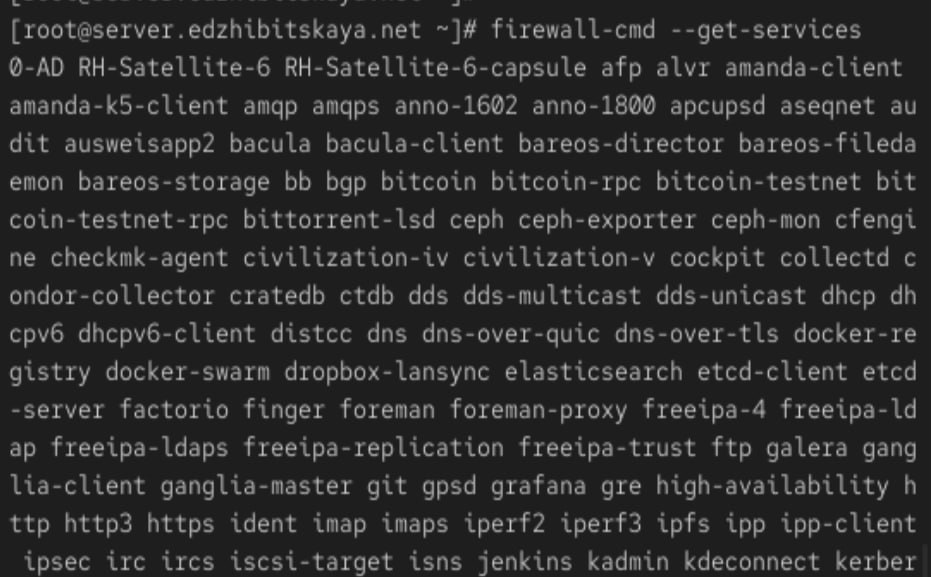 [root@server.edzhibitskaya.net ~]# firewall-cmd --get-services
0-AD RH-Satellite-6 RH-Satellite-6-capsule afp alvr amanda-client
amanda-k5-client amqp amqps anno-1602 anno-1800 apcupsd aseqnet au
dit ausweisapp2 bacula bacula-client bareos-director bareos-fileda
emon bareos-storage bb bgp bitcoin bitcoin-rpc bitcoin-testnet bit
coin-testnet-rpc bittorrent-lsd ceph ceph-exporter ceph-mon cfengi
ne checkmk-agent civilization-iv civilization-v cockpit collectd c
ondor-collector cratedb ctdb dds dds-multicast dds-unicast dhcp dh
cpv6 dhcpv6-client distcc dns dns-over-quic dns-over-tls docker-re
gistry docker-swarm dropbox-lansync elasticsearch etcd-client etcd
-server factorio finger foreman foreman-proxy freeipa-4 freeipa-ld
ap freeipa-ldaps freeipa-replication freeipa-trust ftp galera gang
lia-client ganglia-master git gpsd grafana gre high-availability h
ttp http3 https ident imap imaps iperf2 iperf3 ipfs ipp ipp-client
ipsec irc ircs iscsi-target isns jenkins kadmin kdeconnect kerber